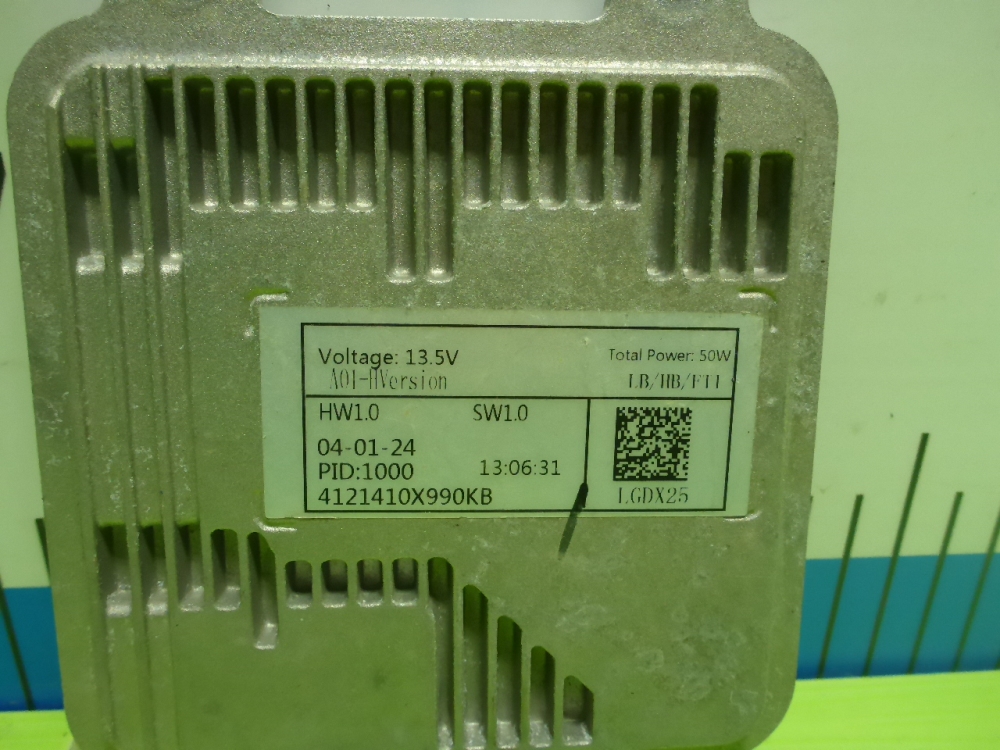 Voltage: 13.5V Total Power: 50W
A01-HVersion LB/HB/FTI
HW1.0 SW1.0
04-01-24
PID:1000 13:06:31
4121410X990KB LGDX25